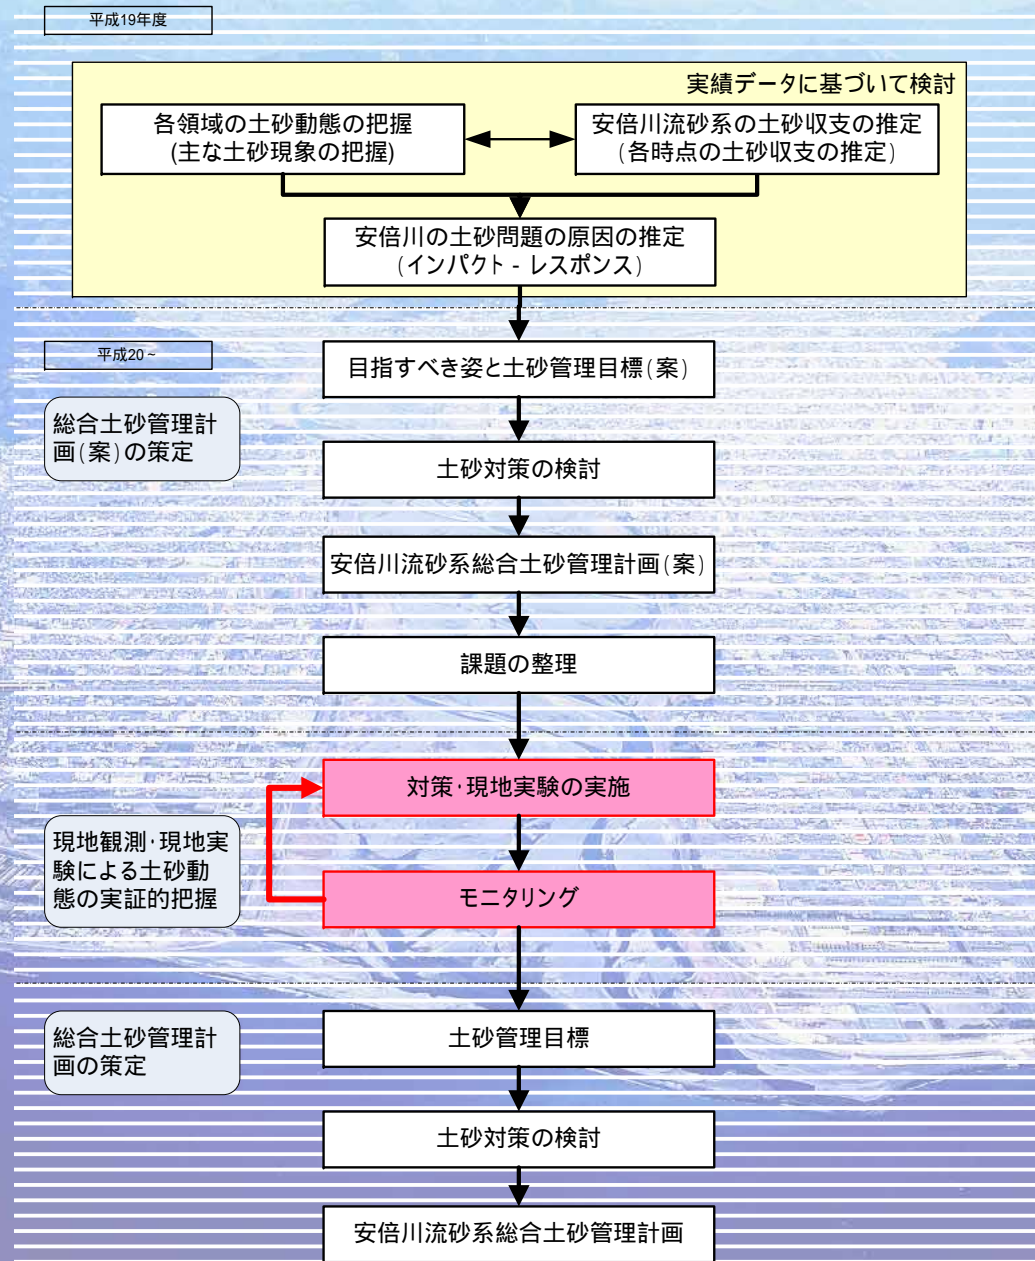 平成19年度
実績データに基づいて検討
各領域の土砂動態の把握
(主な土砂現象の把握)
安倍川流砂系の土砂収支の推定
(各時点の土砂収支の推定)
安倍川の土砂問題の原因の推定
(インパクト - レスポンス)
平成20~
目指すべき姿と土砂管理目標(案)
総合土砂管理計
画(案)の策定
土砂対策の検討
安倍川流砂系総合土砂管理計画(案)
課題の整理
対策・現地実験の実施
現地観測・現地実
験による土砂動
態の実証的把握
モニタリング
総合土砂管理計
画の策定
土砂管理目標
土砂対策の検討
安倍川流砂系総合土砂管理計画